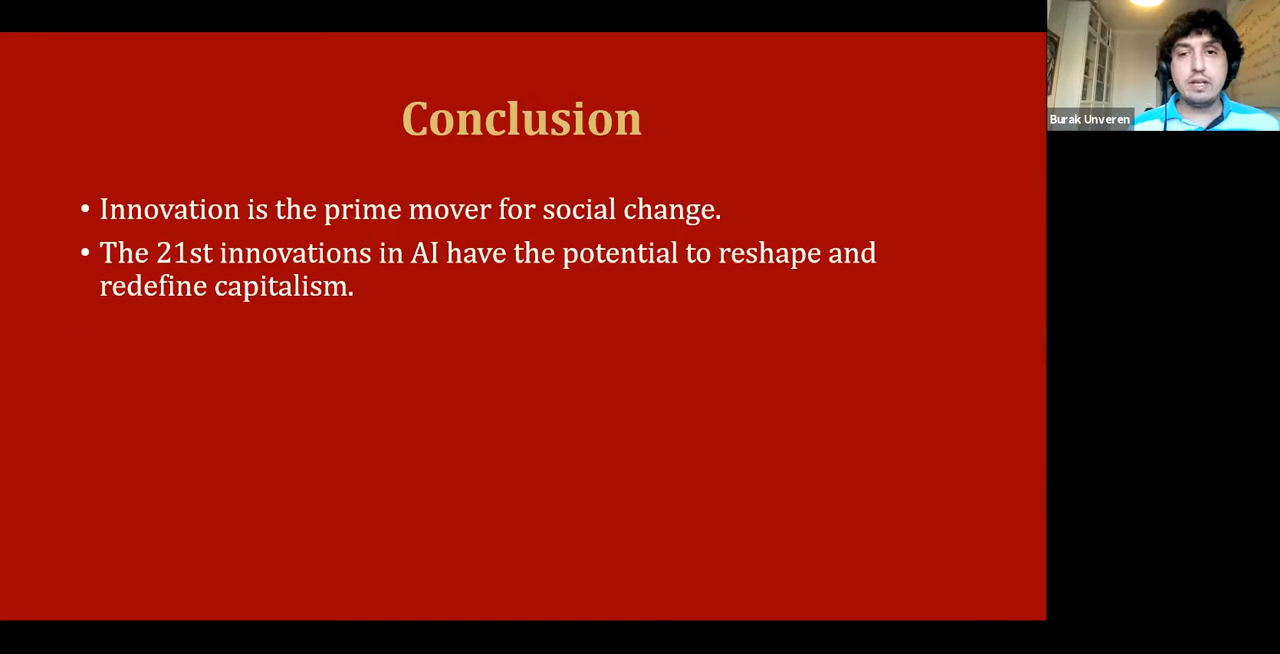 Conclusion
• Innovation is the prime mover for social change.
• The 21st innovations in AI have the potential to reshape and
redefine capitalism.
Burak Unveren